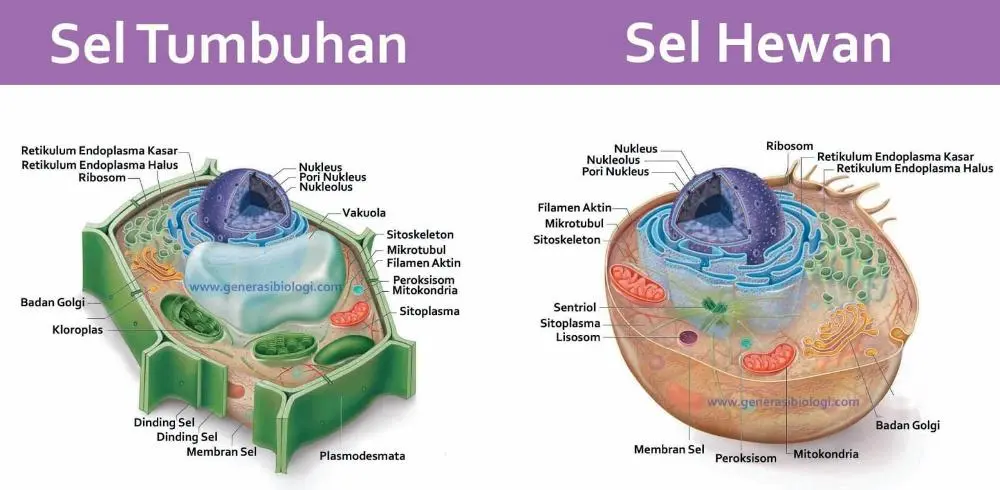 Sel Tumbuhan
Retikulum Endoplasma Kasar
Retikulum Endoplasma Halus
Ribosom
Nukleus
Pori Nukleus
Nukleolus
Vakuola
Sitoskeleton
Mikrotubul
Filamen Aktin
Peroksisom
Mitokondria
Sitoplasma
www.generasibiologi.com
Badan Golgi
Kloroplas
Dinding Sel
Dinding Sel
Membran Sel
Plasmodesmata
Sel Hewan
Nukleus
Nukleolus
Pori Nukleus
Ribosom
Retikulum Endoplasma Kasar
Retikulum Endoplasma Halus
Filamen Aktin
Mikrotubul
Sitoskeleton
Sentriol
Sitoplasma
Lisosom
www.generasibiologi.com
Membran Sel
Peroksisom
Mitokondria
Badan Golgi